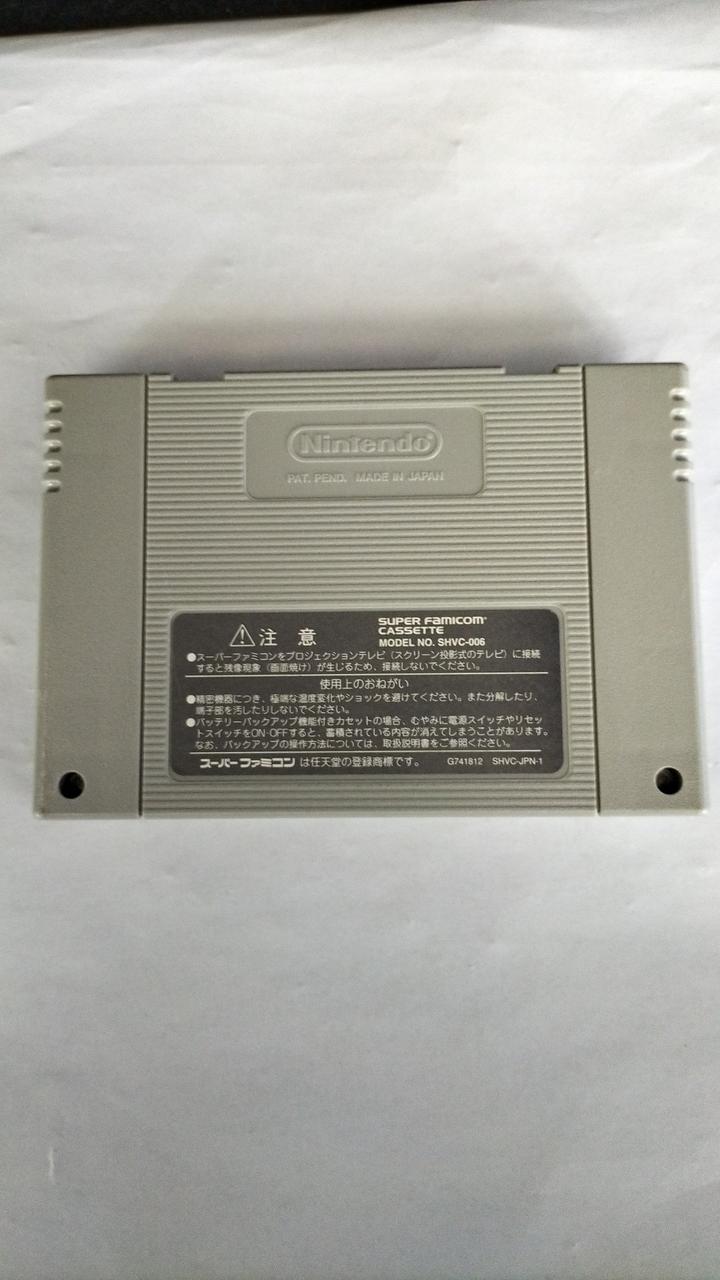 Nintendo
PAT. PEND. MADE IN JAPAN
⚠注 意
SUPER FAMICOM
CASSETTE
MODEL NO. SHVC-006
●スーパーファミコンをプロジェクションテレビ（スクリーン投影式のテレビ）に接続
すると残像現象（画面焼け）が生じるため、接続しないでください。
使用上のおねがい
●精密機器につき、極端な温度変化やショックを避けてください。また分解したり、
端子部を汚したりしないでください。
●バッテリーバックアップ機能付きカセットの場合、むやみに電源スイッチやリセッ
トスイッチをON・OFFすると、蓄積されている内容が消えてしまうことがあります。
なお、バックアップの操作方法については、取扱説明書をご参照ください。
スーパーファミコン は任天堂の登録商標です。 G741812 SHVC-JPN-1